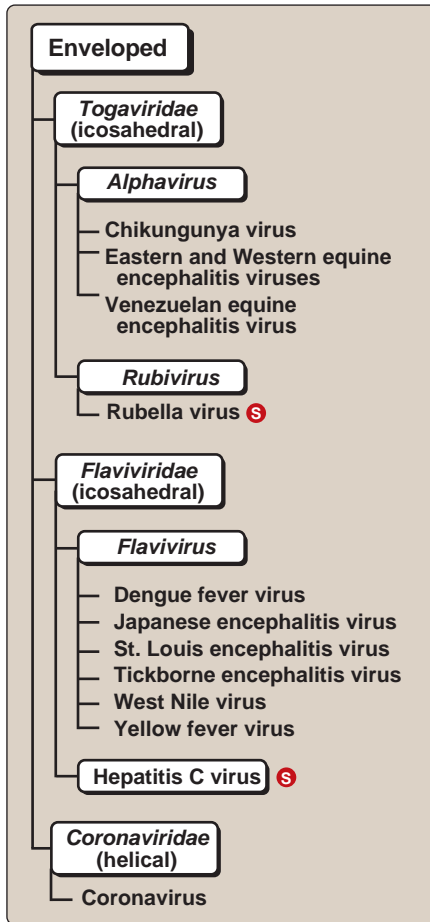 Enveloped
Togaviridae
(icosahedral)
Alphavirus
Chikungunya virus
Eastern and Western equine
encephalitis viruses
Venezuelan equine
encephalitis virus
Rubivirus
Rubella virus S
Flaviviridae
(icosahedral)
Flavivirus
Dengue fever virus
Japanese encephalitis virus
St. Louis encephalitis virus
Tickborne encephalitis virus
West Nile virus
Yellow fever virus
Hepatitis C virus S
Coronaviridae
(helical)
Coronavirus